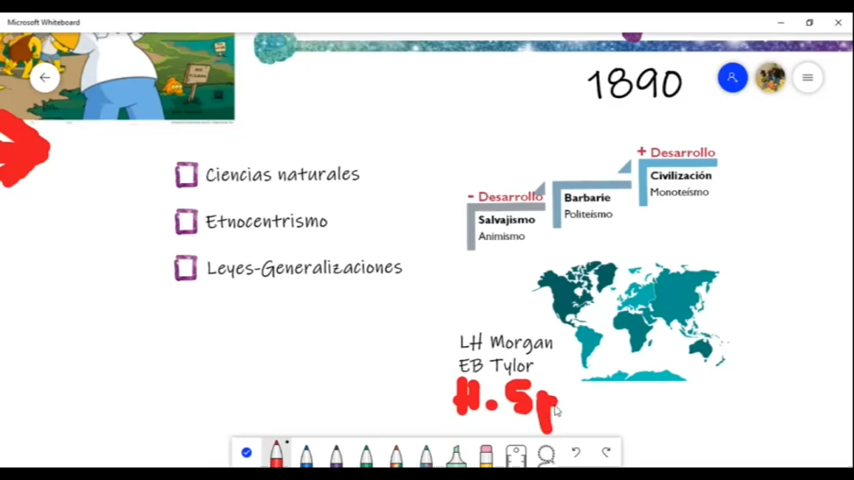 Microsoft Whiteboard
1890
Ciencias naturales
Etnocentrismo
Leyes-Generalizaciones
+ Desarrollo
Civilización
Monoteísmo
- Desarrollo
Barbarie
Politeísmo
Salvajismo
Animismo
LH Morgan
EB Tylor
H. Sp